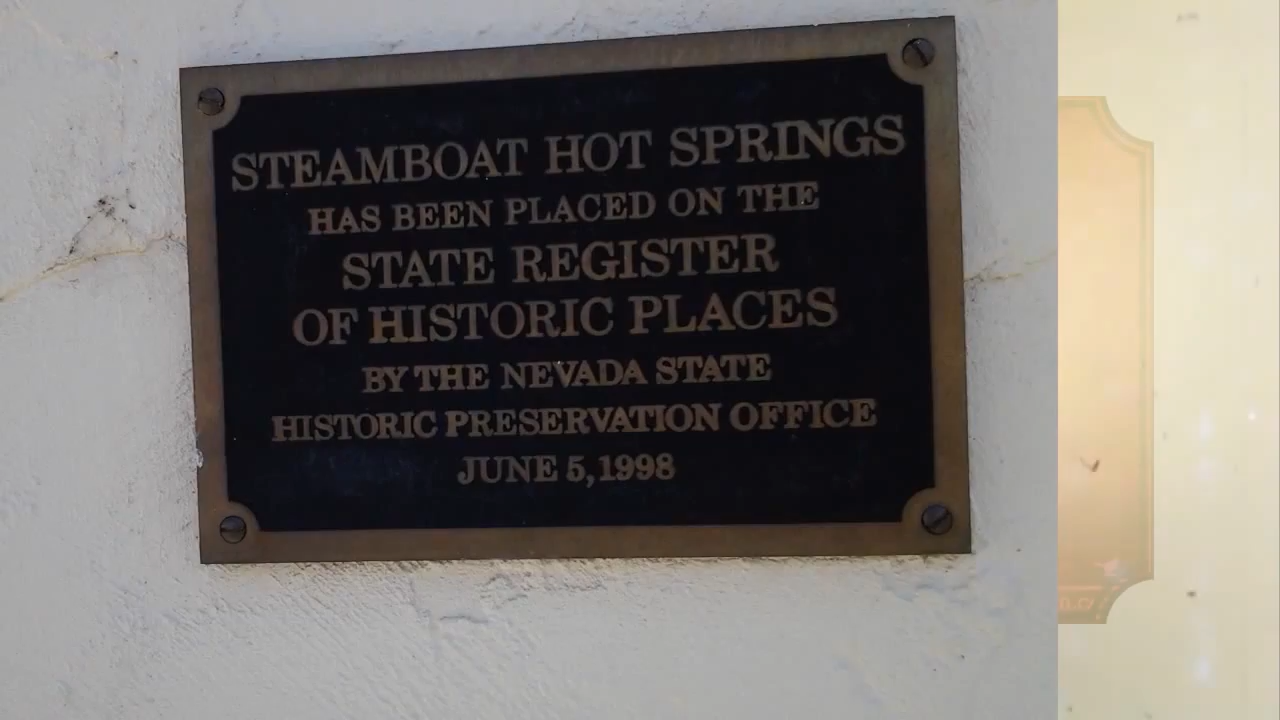 STEAMBOAT HOT SPRINGS
HAS BEEN PLACED ON THE
STATE REGISTER
OF HISTORIC PLACES
BY THE NEVADA STATE
HISTORIC PRESERVATION OFFICE
JUNE 5, 1998